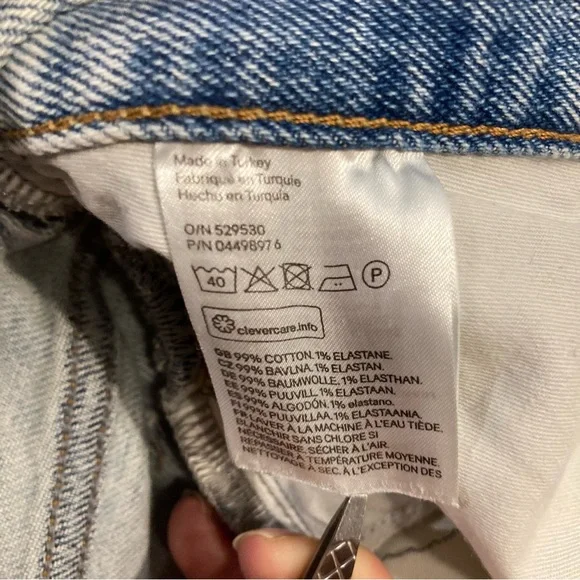 Made in Turkey
Fabriqué en Turquie
Hecho en Turquía
O/N 529530
P/N 04498976
40 P
clevercare.info
GB 99% COTTON. 1% ELASTANE.
CZ 99% BAVLNA. 1% ELASTAN.
DE 99% BAUMWOLLE. 1% ELASTHAN.
EE 99% PUUVILL. 1% ELASTAAN.
ES 99% ALGODÓN. 1% elastano.
FI 99% PUUVILLAA. 1% ELASTAANIA.
FR LAVER À LA MACHINE À L'EAU TIÈDE.
BLANCHIR SANS CHLORE SI
NÉCESSAIRE. SÉCHER À L'AIR.
REPASSER À TEMPÉRATURE MOYENNE.
NETTOYAGE À SEC. À L'EXCEPTION DES